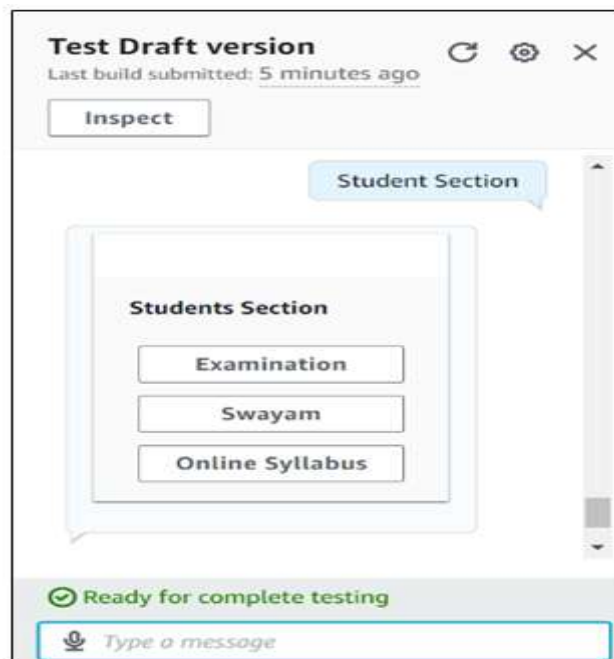 Test Draft version
Last build submitted: 5 minutes ago
Inspect
Student Section
Students Section
Examination
Swayam
Online Syllabus
Ready for complete testing
Type a message